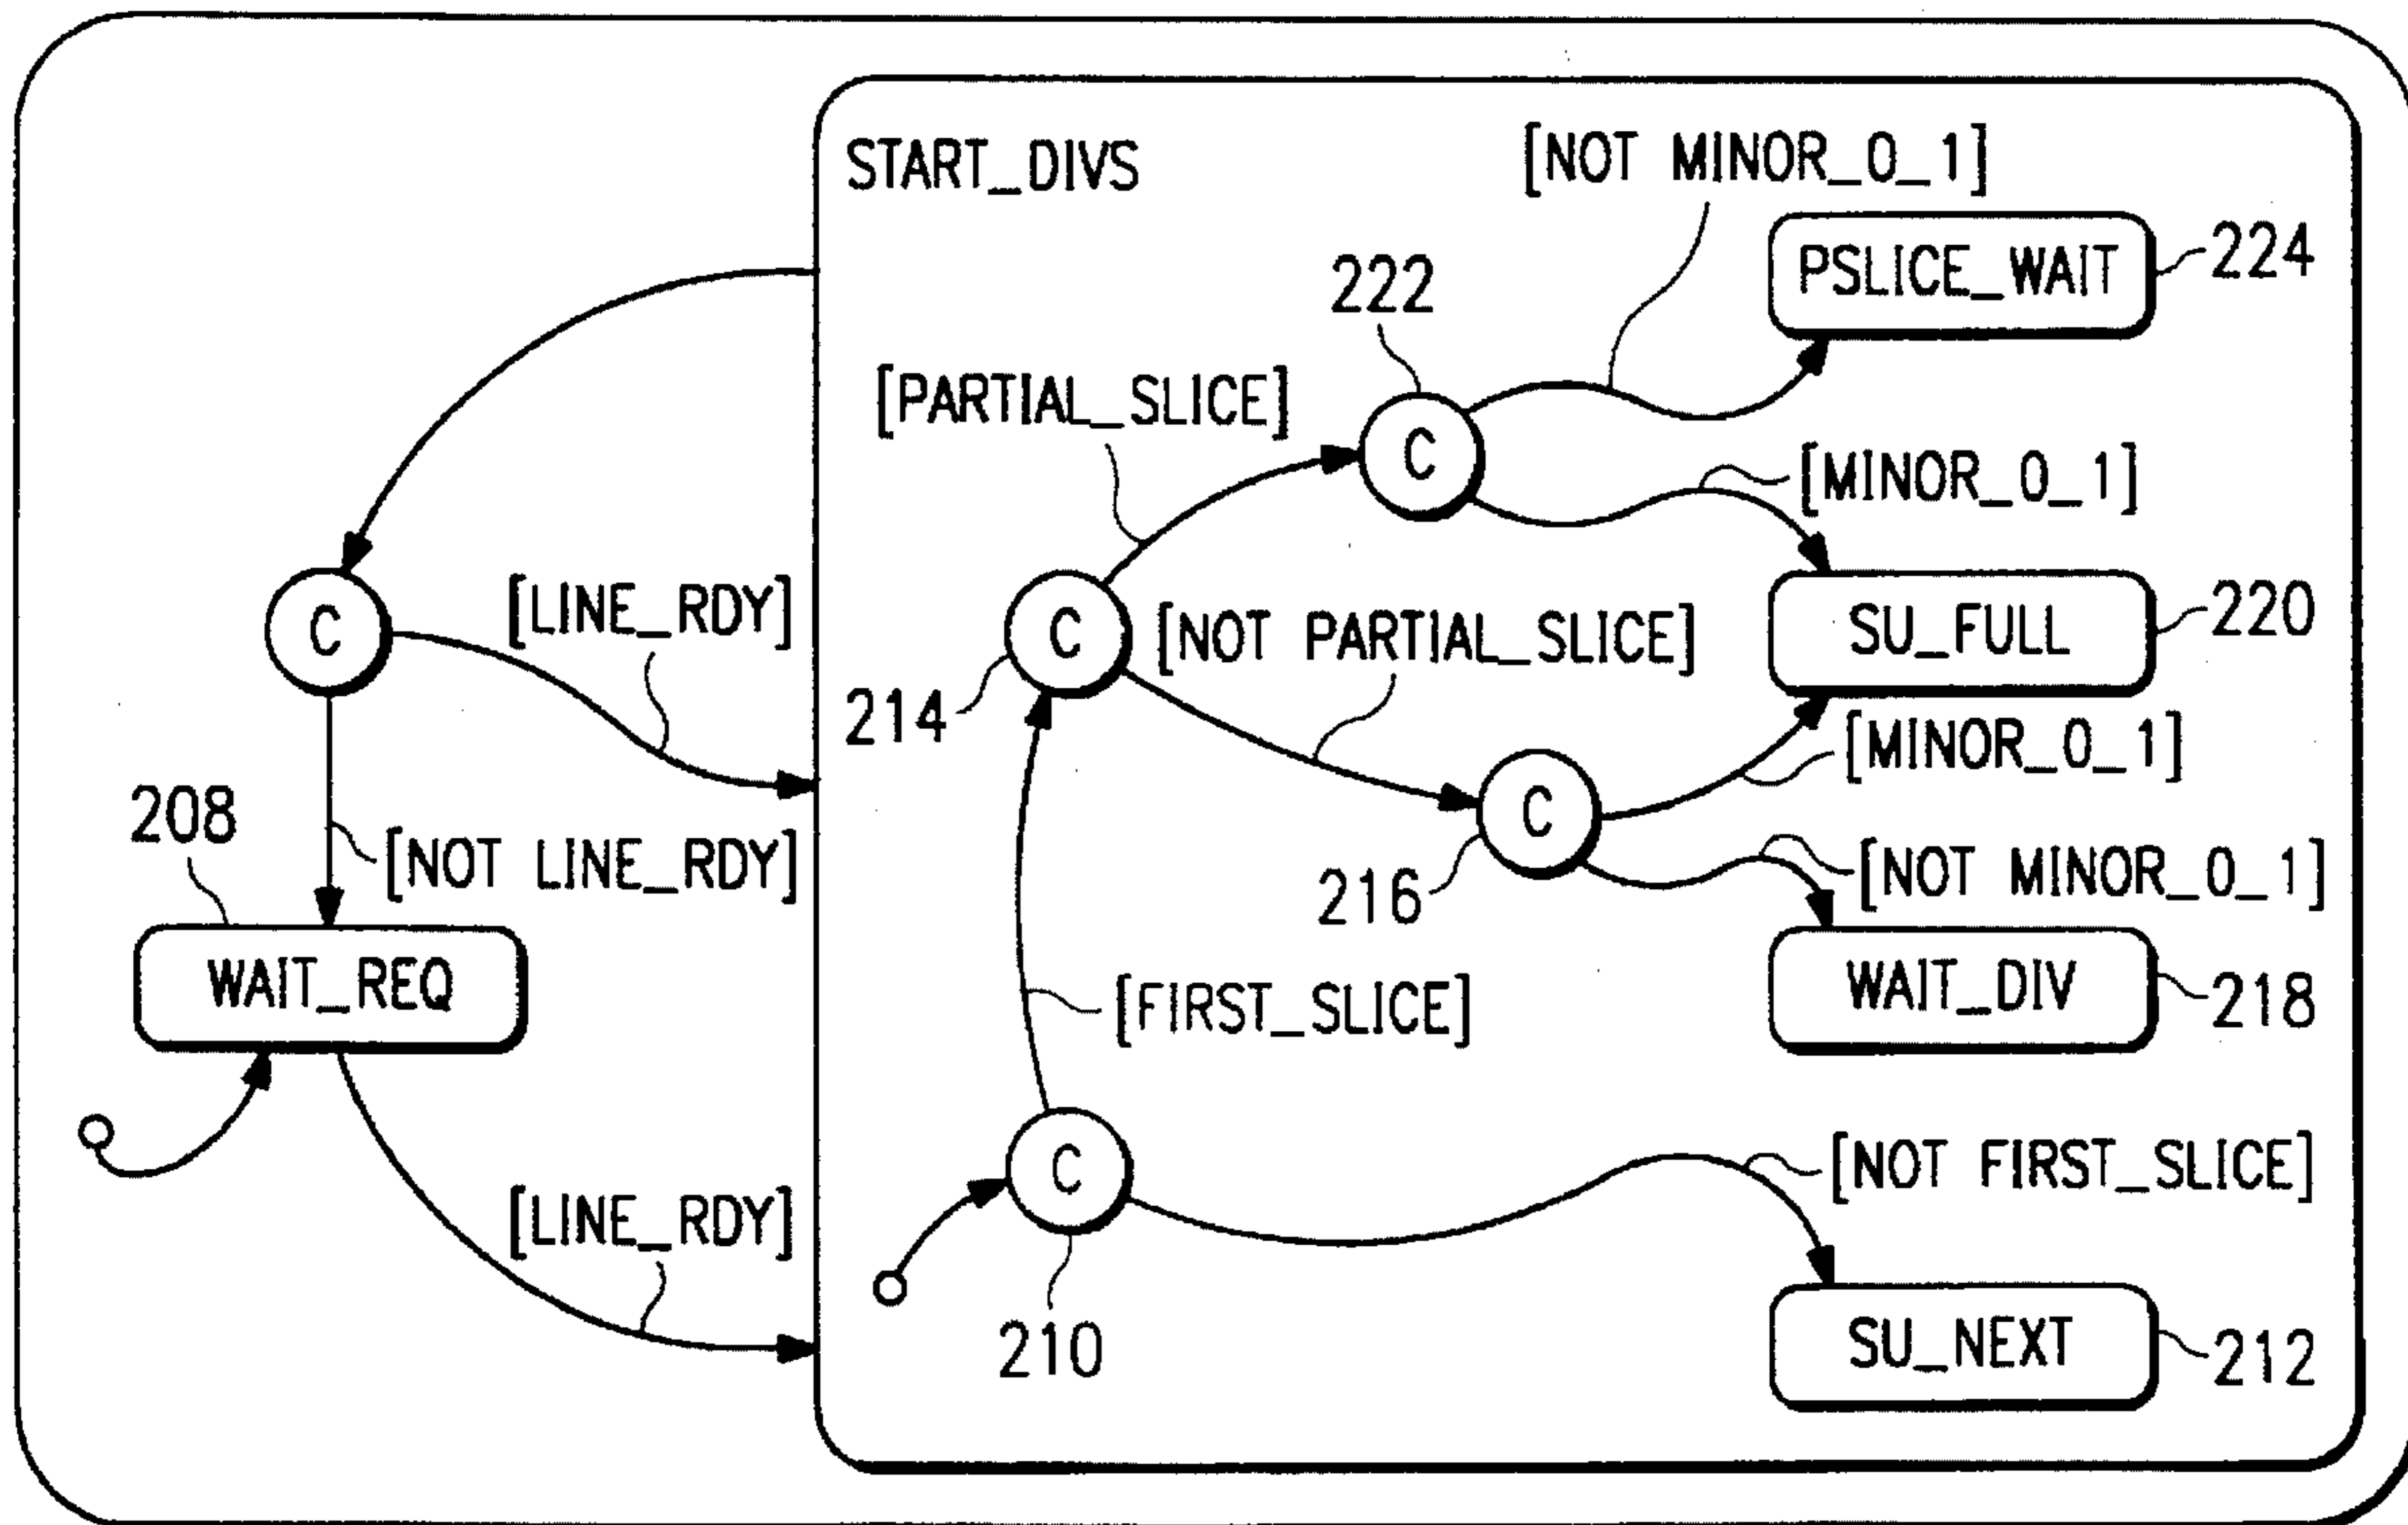 START_DIVS
[NOT MINOR_0_1]
PSLICE_WAIT
224
222
[PARTIAL_SLICE]
C
[MINOR_0_1]
C
[LINE_RDY]
C
[NOT PARTIAL_SLICE]
SU_FULL
220
214
[MINOR_0_1]
C
208
[NOT LINE_RDY]
216
[NOT MINOR_0_1]
WAIT_REQ
[FIRST_SLICE]
WAIT_DIV
218
C
[NOT FIRST_SLICE]
[LINE_RDY]
210
SU_NEXT
212